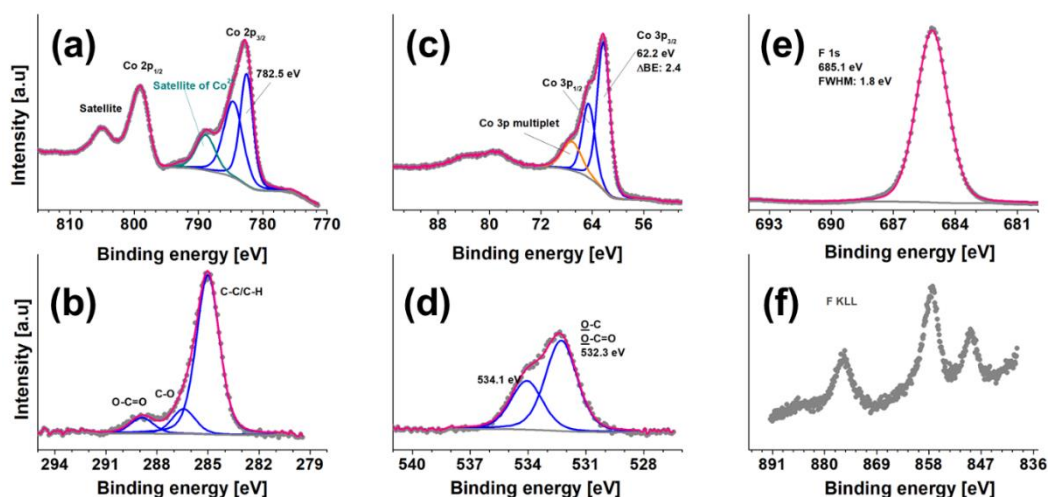 Intensity [a.u]
(a)
Co 2p3/2
Co 2p1/2
Satellite of Co2
782.5 eV
Satellite
810 800 790 780 770
Binding energy [eV]
(c)
Co 3p3/2
62.2 eV
ΔBE: 2.4
Co 3p1/2
Co 3p multiplet
88 80 72 64 56
Binding energy [eV]
(e)
F 1s
685.1 eV
FWHM: 1.8 eV
693 690 687 684 681
Binding energy [eV]
Intensity [a.u]
(b)
C-C/C-H
C-O
O-C=O
294 291 288 285 282 279
Binding energy [eV]
(d)
O-C
O-C=O
532.3 eV
534.1 eV
540 537 534 531 528
Binding energy [eV]
(f)
F KLL
891 880 869 858 847 836
Binding energy [eV]